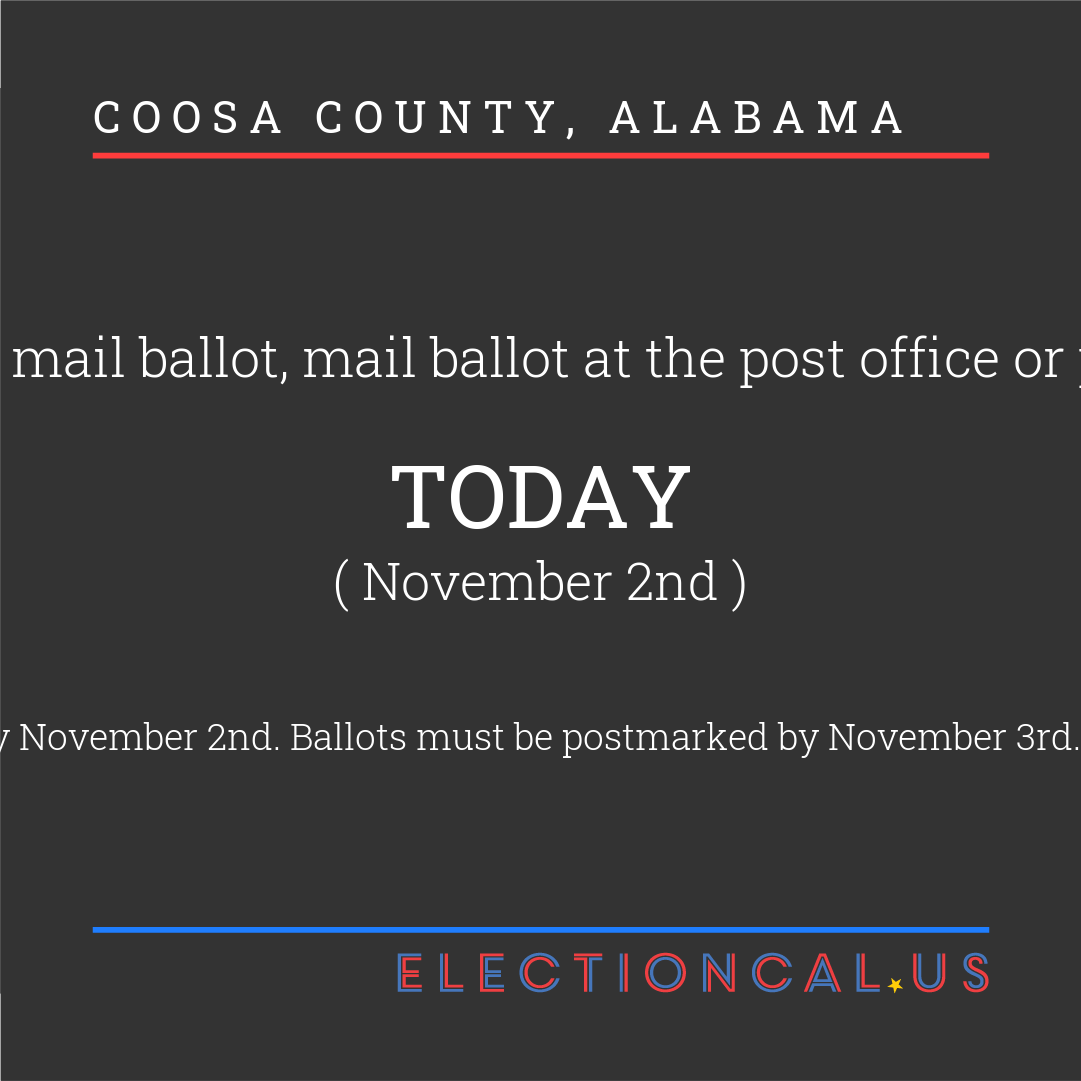 COOSA COUNTY, ALABAMA
mail ballot, mail ballot at the post office or
TODAY
( November 2nd )
November 2nd. Ballots must be postmarked by November 3rd.
ELECTIONCAL.US